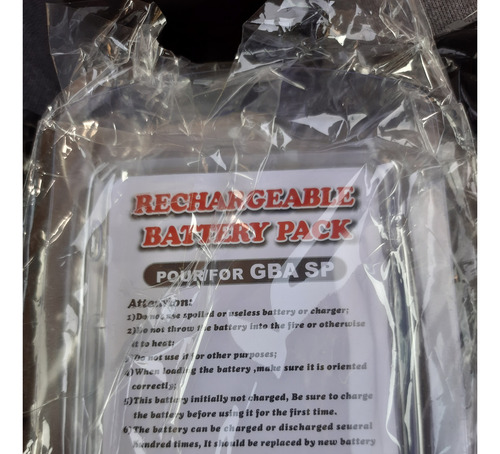 RECHARGEABLE
BATTERY PACK
POUR/FOR GBA SP
Attention:
1)Do not use spoiled or useless battery or charger;
2)Do not throw the battery into the fire or otherwise
it to heat;
3)Do not use it for other purposes;
4)When loading the battery ,make sure it is oriented
correctly;
5)This battery initially not charged, Be sure to charge
the battery before using it for the first time.
6)The battery can be charged or discharged seueral
hundred times, It should be replaced by new battery